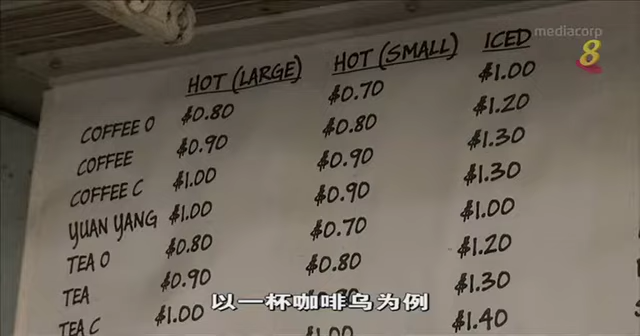 mediacorp
8
HOT (LARGE) HOT (SMALL) ICED
COFFEE O $0.80 $0.70 $1.00
COFFEE $0.90 $0.80 $1.20
COFFEE C $1.00 $0.90 $1.30
YUAN YANG $1.00 $0.90 $1.30
TEA O $0.80 $0.70 $1.00
TEA $0.90 $0.80 $1.20
TEA C $1.00 $1.30
$1.00 $1.40
以一杯咖啡乌为例